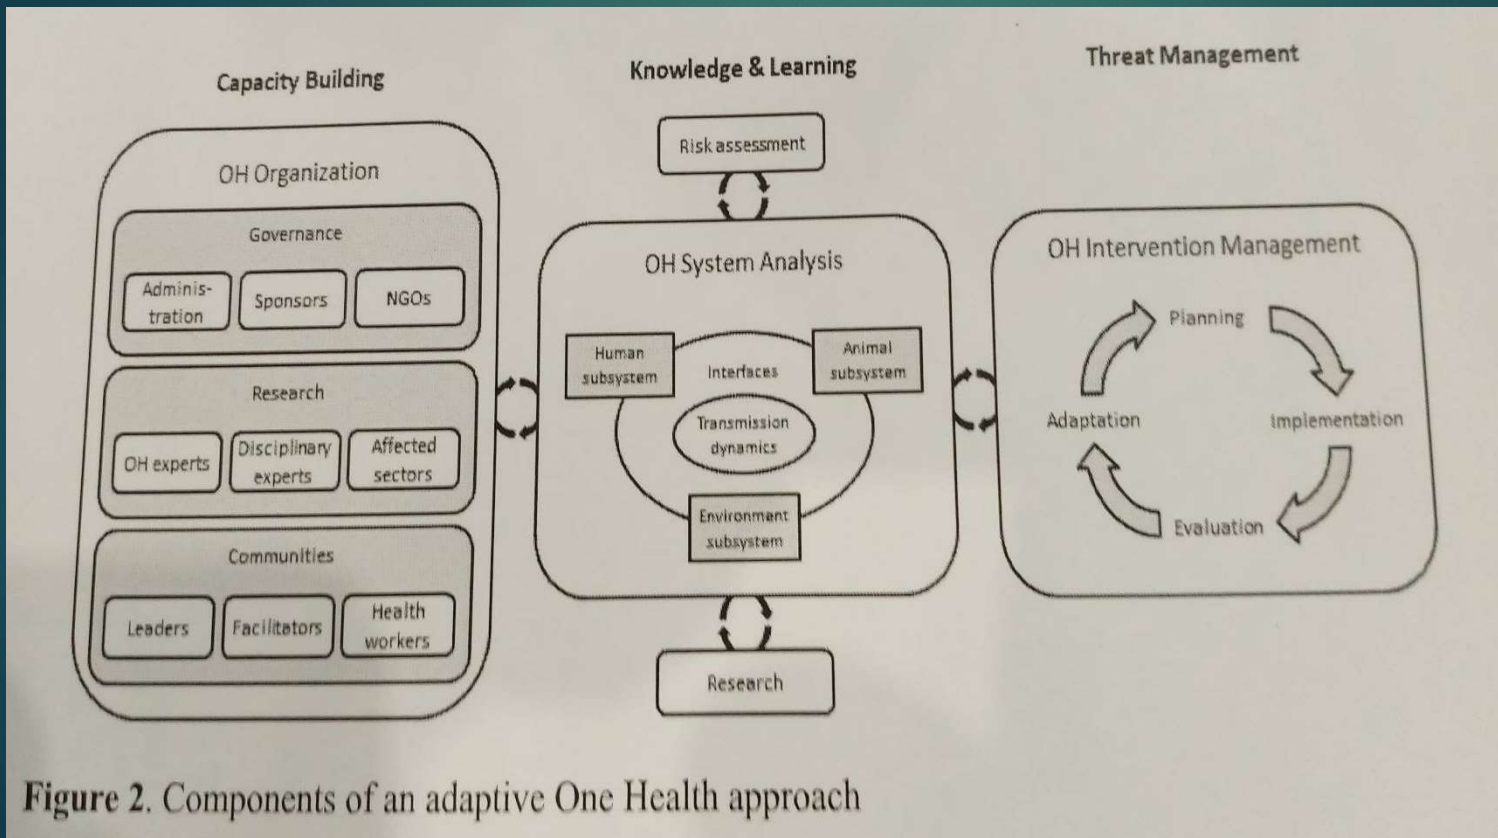 Capacity Building
OH Organization
Governance
Adminis-
tration
Sponsors
NGOs
Research
OH experts
Disciplinary
experts
Affected
sectors
Communities
Leaders
Facilitators
Health
workers
Knowledge & Learning
Risk assessment
OH System Analysis
Human
subsystem
Interfaces
Animal
subsystem
Transmission
dynamics
Environment
subsystem
Research
Threat Management
OH Intervention Management
Planning
Adaptation
Implementation
Evaluation
Figure 2. Components of an adaptive One Health approach